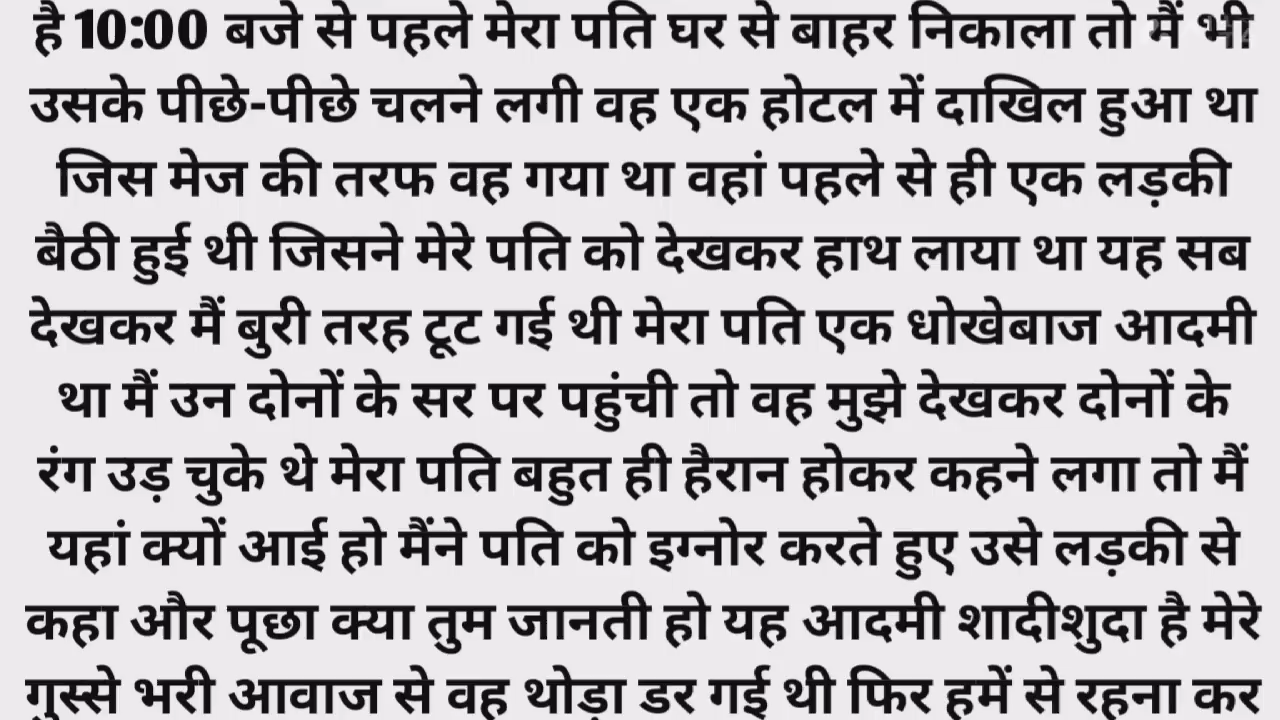 है 10:00 बजे से पहले मेरा पति घर से बाहर निकाला तो मैं भी
उसके पीछे-पीछे चलने लगी वह एक होटल में दाखिल हुआ था
जिस मेज की तरफ वह गया था वहां पहले से ही एक लड़की
बैठी हुई थी जिसने मेरे पति को देखकर हाथ लाया था यह सब
देखकर मैं बुरी तरह टूट गई थी मेरा पति एक धोखेबाज आदमी
था मैं उन दोनों के सर पर पहुंची तो वह मुझे देखकर दोनों के
रंग उड़ चुके थे मेरा पति बहुत ही हैरान होकर कहने लगा तो मैं
यहां क्यों आई हो मैंने पति को इग्नोर करते हुए उसे लड़की से
कहा और पूछा क्या तुम जानती हो यह आदमी शादीशुदा है मेरे
गुस्से भरी आवाज से वह थोड़ा डर गई थी फिर हमें से रहना कर